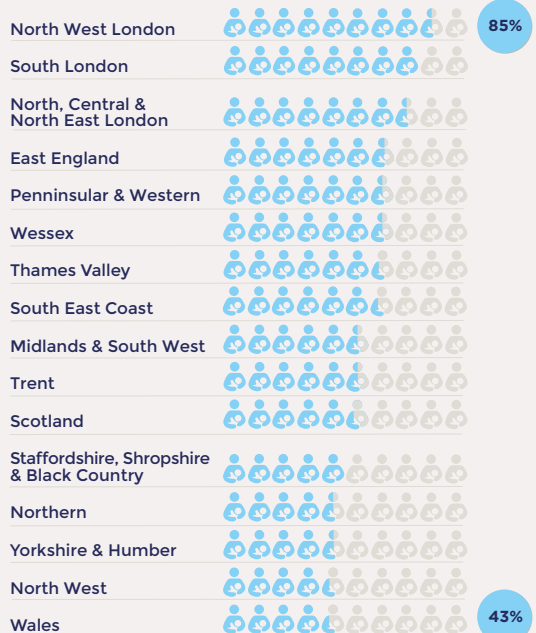 North West London
85%
South London
North, Central &
North East London
East England
Penninsular & Western
Wessex
Thames Valley
South East Coast
Midlands & South West
Trent
Scotland
Staffordshire, Shropshire
& Black Country
Northern
Yorkshire & Humber
North West
Wales
43%